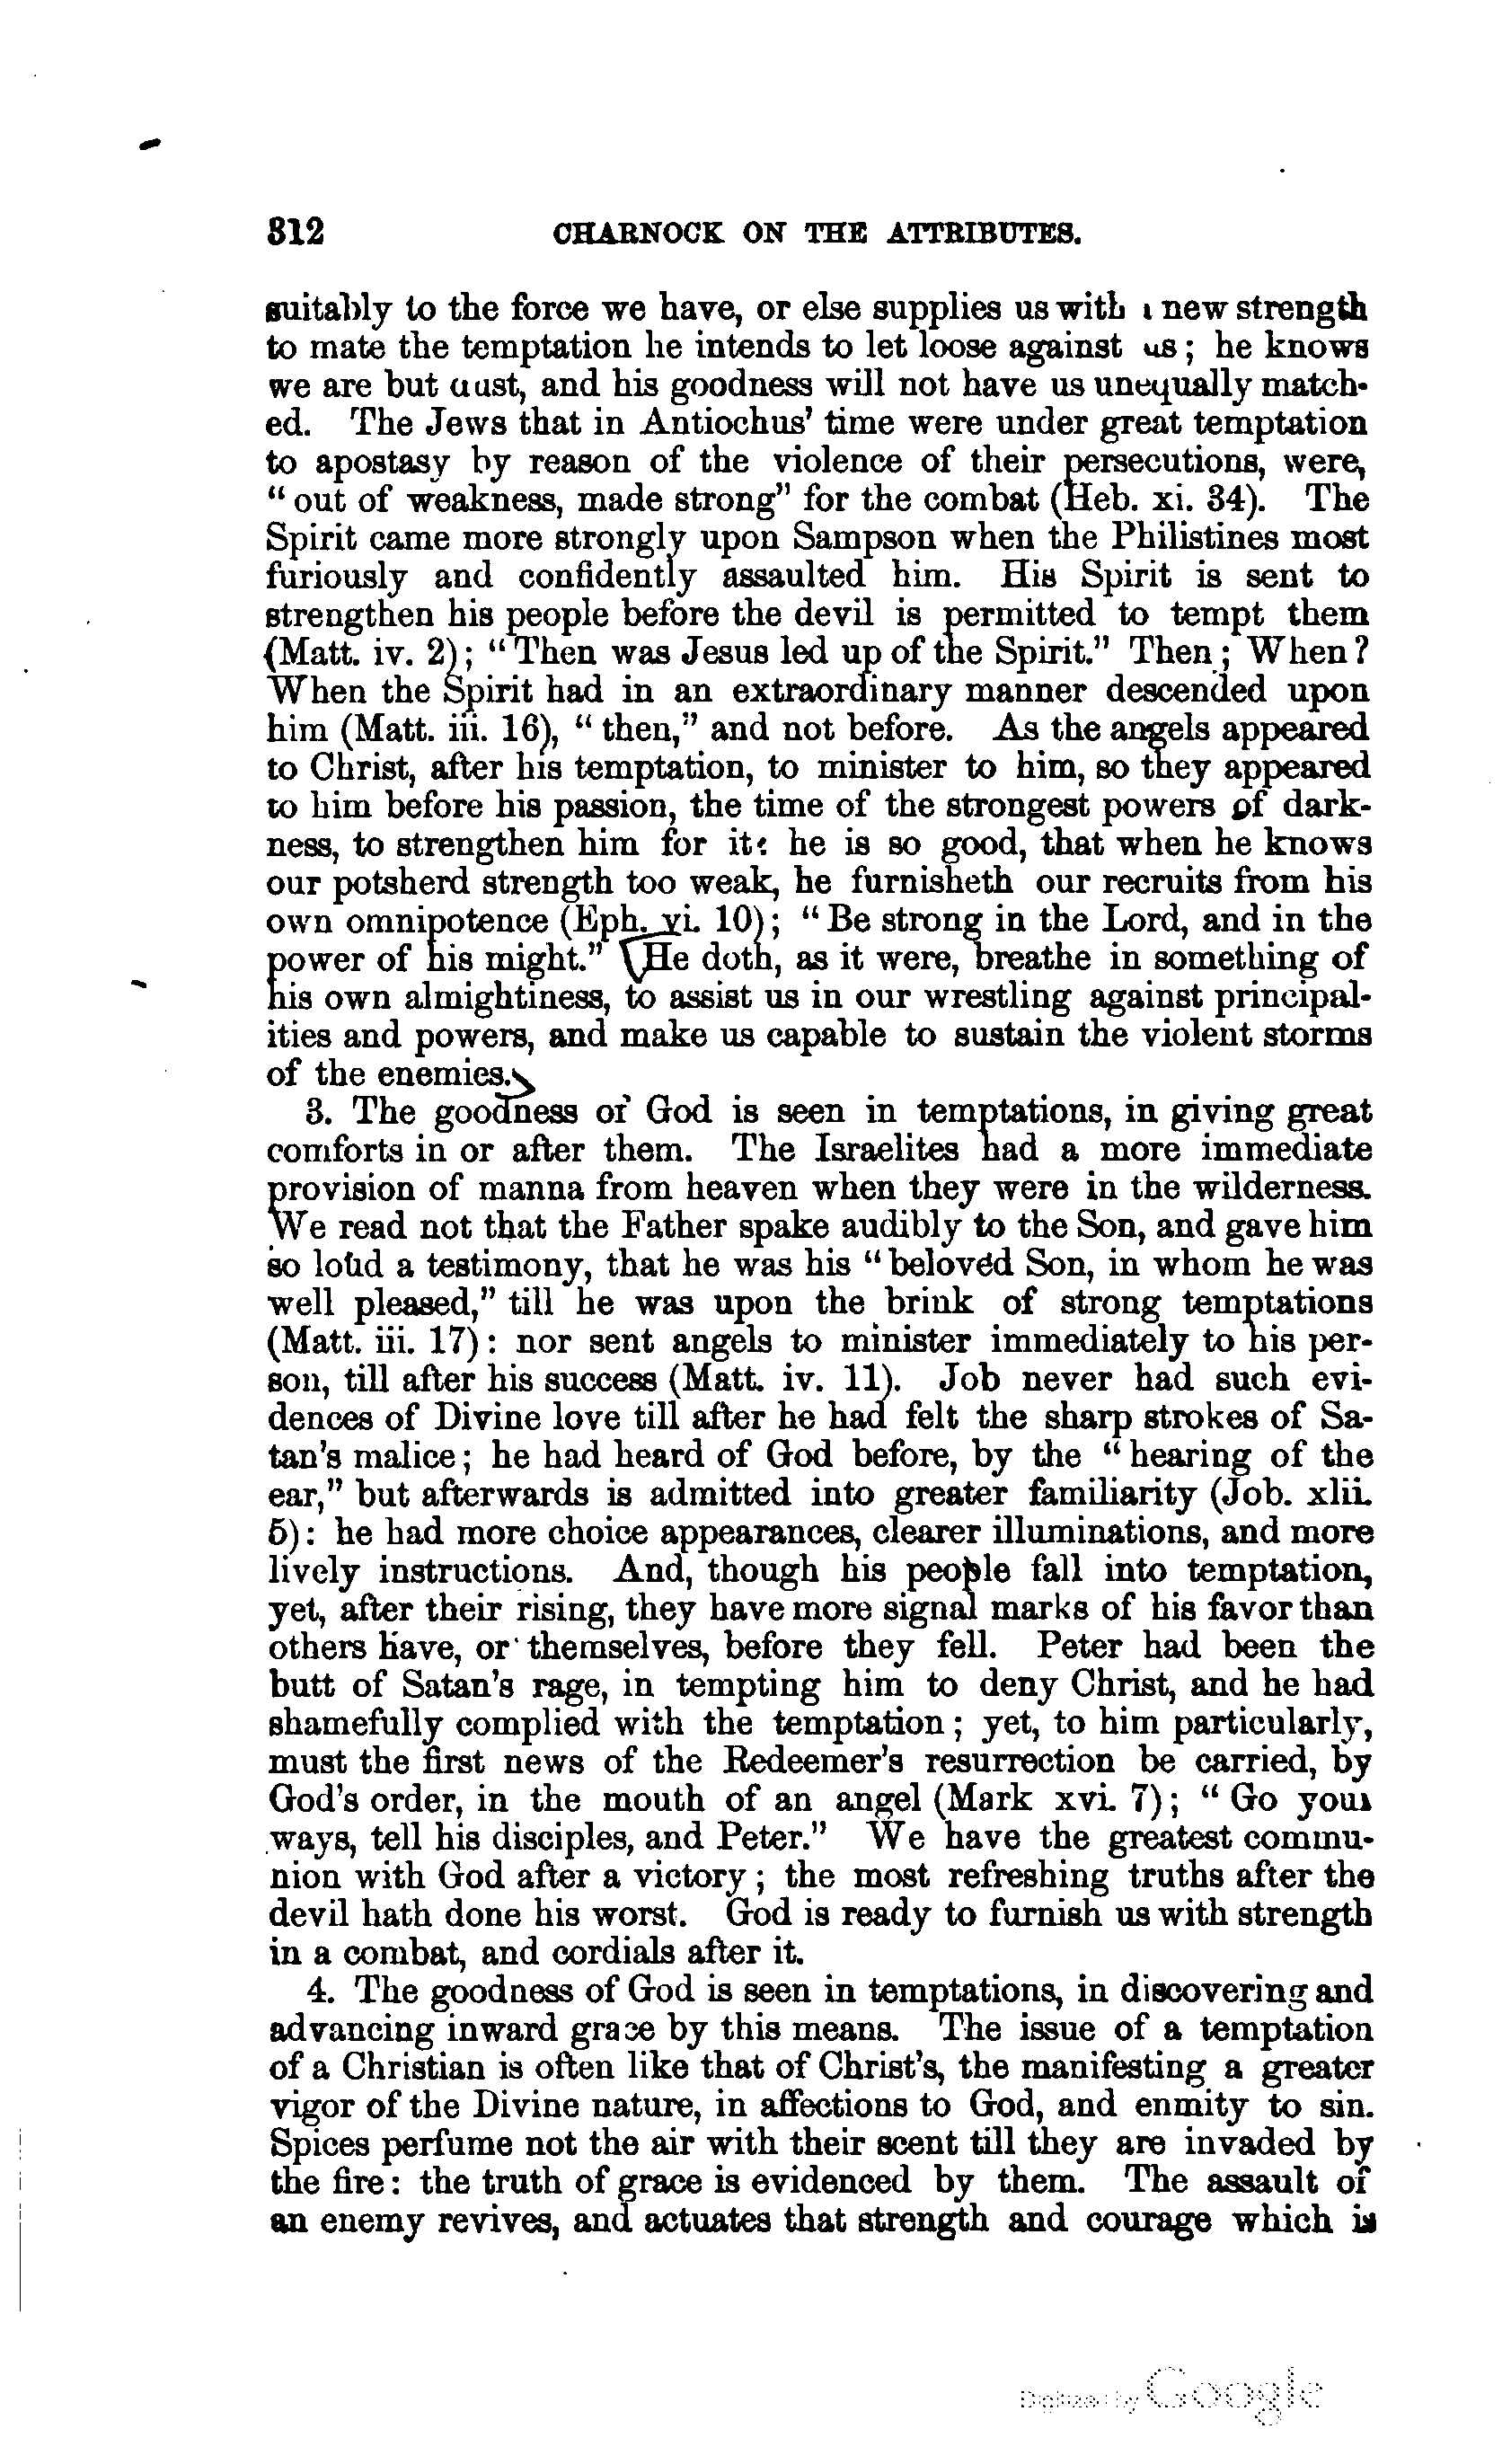 312 CHARNOCK ON THE ATTRIBUTES.
suitably to the force we have, or else supplies us with new strength
to mate the temptation he intends to let loose against us; he knows
we are but dust, and his goodness will not have us unequally match-
ed. The Jews that in Antiochus' time were under great temptation
to apostasy by reason of the violence of their persecutions, were,
"out of weakness, made strong" for the combat (Heb. xi. 34). The
Spirit came more strongly upon Sampson when the Philistines most
furiously and confidently assaulted him. His Spirit is sent to
strengthen his people before the devil is permitted to tempt them
(Matt. iv. 2); "Then was Jesus led up of the Spirit." Then; When?
When the Spirit had in an extraordinary manner descended upon
him (Matt. iii. 16), "then," and not before. As the angels appeared
to Christ, after his temptation, to minister to him, so they appeared
to him before his passion, the time of the strongest powers of dark-
ness, to strengthen him for it: he is so good, that when he knows
our potsherd strength too weak, he furnisheth our recruits from his
own omnipotence (Eph. vi. 10); "Be strong in the Lord, and in the
power of his might." He doth, as it were, breathe in something of
his own almightiness, to assist us in our wrestling against principal-
ities and powers, and make us capable to sustain the violent storms
of the enemies.
3. The goodness of God is seen in temptations, in giving great
comforts in or after them. The Israelites had a more immediate
provision of manna from heaven when they were in the wilderness.
We read not that the Father spake audibly to the Son, and gave him
so loud a testimony, that he was his "beloved Son, in whom he was
well pleased," till he was upon the brink of strong temptations
(Matt. iii. 17): nor sent angels to minister immediately to his per-
son, till after his success (Matt. iv. 11). Job never had such evi-
dences of Divine love till after he had felt the sharp strokes of Sa-
tan's malice; he had heard of God before, by the "hearing of the
ear," but afterwards is admitted into greater familiarity (Job. xlii.
5): he had more choice appearances, clearer illuminations, and more
lively instructions. And, though his people fall into temptation,
yet, after their rising, they have more signal marks of his favor than
others have, or themselves, before they fell. Peter had been the
butt of Satan's rage, in tempting him to deny Christ, and he had
shamefully complied with the temptation; yet, to him particularly,
must the first news of the Redeemer's resurrection be carried, by
God's order, in the mouth of an angel (Mark xvi. 7); "Go your
ways, tell his disciples, and Peter." We have the greatest commu-
nion with God after a victory; the most refreshing truths after the
devil hath done his worst. God is ready to furnish us with strength
in a combat, and cordials after it.
4. The goodness of God is seen in temptations, in discovering and
advancing inward grace by this means. The issue of a temptation
of a Christian is often like that of Christ's, the manifesting a greater
vigor of the Divine nature, in affections to God, and enmity to sin.
Spices perfume not the air with their scent till they are invaded by
the fire: the truth of grace is evidenced by them. The assault of
an enemy revives, and actuates that strength and courage which is
Digitized by Google